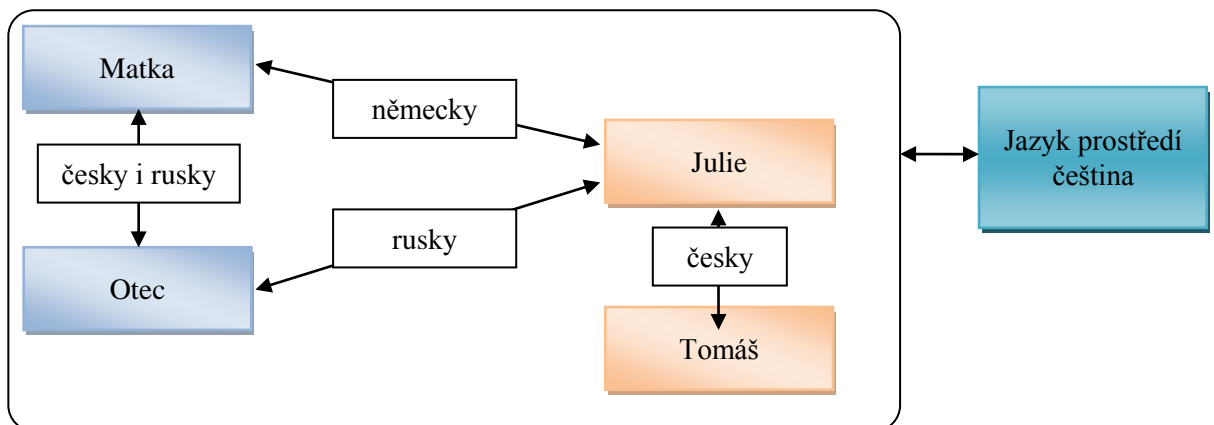 Matka
německy
Jazyk prostředí
čeština
Julie
česky i rusky
rusky
česky
Otec
Tomáš